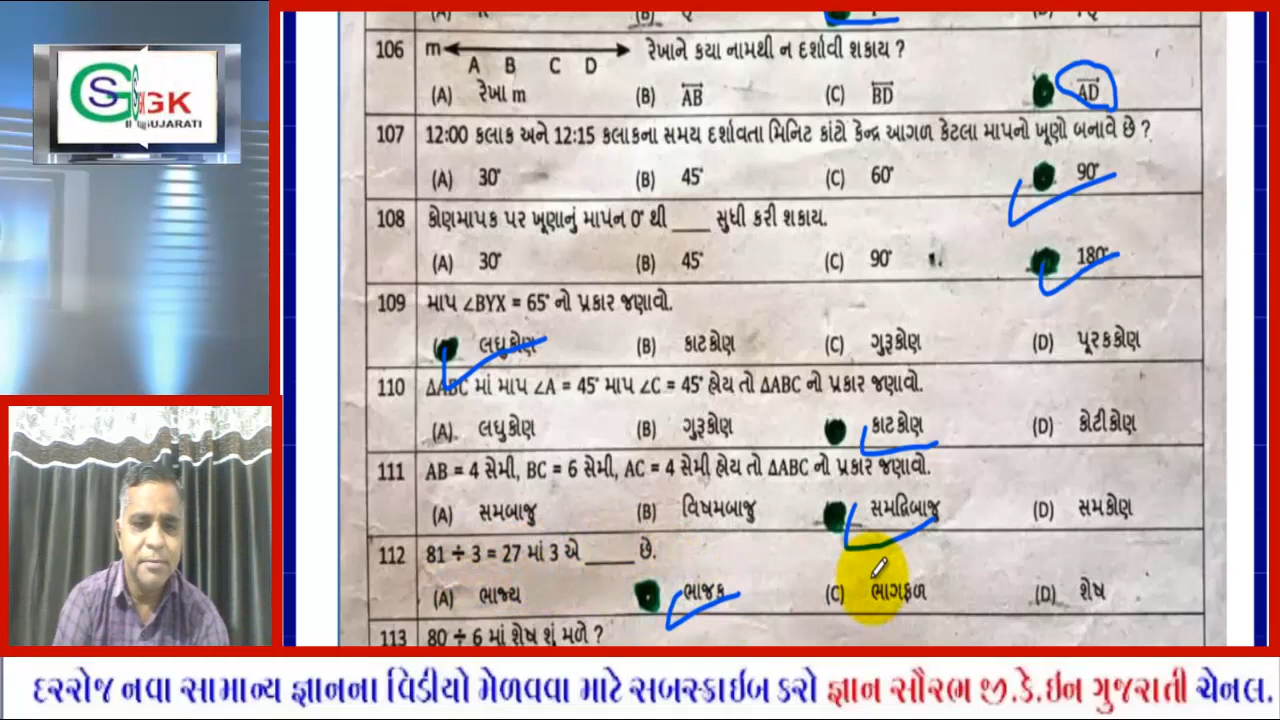 GS GK
IN GUJARATI
106 m A B C D રેખાને કયા નામથી ન દર્શાવી શકાય ?
(A) રેખા m (B) AB (C) BD AD
107 12:00 કલાક અને 12:15 કલાકના સમય દર્શાવતા મિનિટ કાંટો કેન્દ્ર આગળ કેટલા માપનો ખૂણો બનાવે છે ?
(A) 30° (B) 45° (C) 60° 90°
108 કોણમાપક પર ખૂણાનું માપન 0° થી ____ સુધી કરી શકાય.
(A) 30° (B) 45° (C) 90° 180°
109 માપ ∠BYX = 65° નો પ્રકાર જણાવો.
લઘુકોણ (B) કાટકોણ (C) ગુરૂકોણ (D) પૂરકકોણ
110 ΔABC માં માપ ∠A = 45° માપ ∠C = 45° હોય તો ΔABC નો પ્રકાર જણાવો.
(A) લઘુકોણ (B) ગુરૂકોણ કાટકોણ (D) કોટીકોણ
111 AB = 4 સેમી, BC = 6 સેમી, AC = 4 સેમી હોય તો ΔABC નો પ્રકાર જણાવો.
(A) સમબાજુ (B) વિષમબાજુ સમદ્વિબાજુ (D) સમકોણ
112 81 ÷ 3 = 27 માં 3 એ ____ છે.
(A) ભાજ્ય ભાજક (C) ભાગફળ (D) શેષ
113 80 ÷ 6 માં શેષ શું મળે ?
દરરોજ નવા સામાન્ય જ્ઞાનના વિડીયો મેળવવા માટે સબસ્ક્રાઇબ કરો જ્ઞાન સૌરભ જી.કે.ઇન ગુજરાતી ચેનલ.